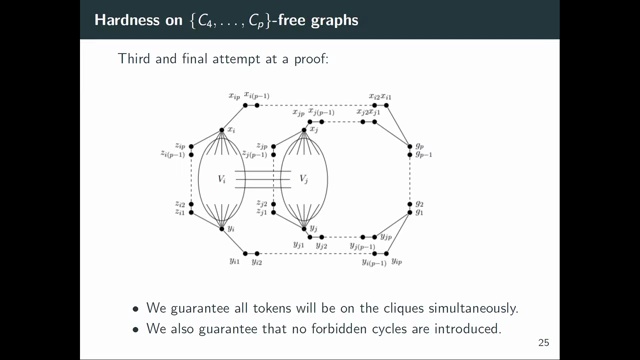 Hardness on {C₄, . . . , Cₚ}-free graphs
Third and final attempt at a proof:
x_{ip} x_{i(p−1)} x_{i2} x_{i1}
x_{jp} x_{j(p−1)} x_{j2} x_{j1}
x_i x_j
z_{ip} z_{jp} g_p
z_{i(p−1)} z_{j(p−1)} g_{p−1}
V_i V_j
z_{i2} z_{j2} g_2
z_{i1} z_{j1} g_1
y_i y_j
y_{j1} y_{j2} y_{j(p−1)} y_{jp}
y_{i1} y_{i2} y_{i(p−1)} y_{ip}
• We guarantee all tokens will be on the cliques simultaneously.
• We also guarantee that no forbidden cycles are introduced.
25